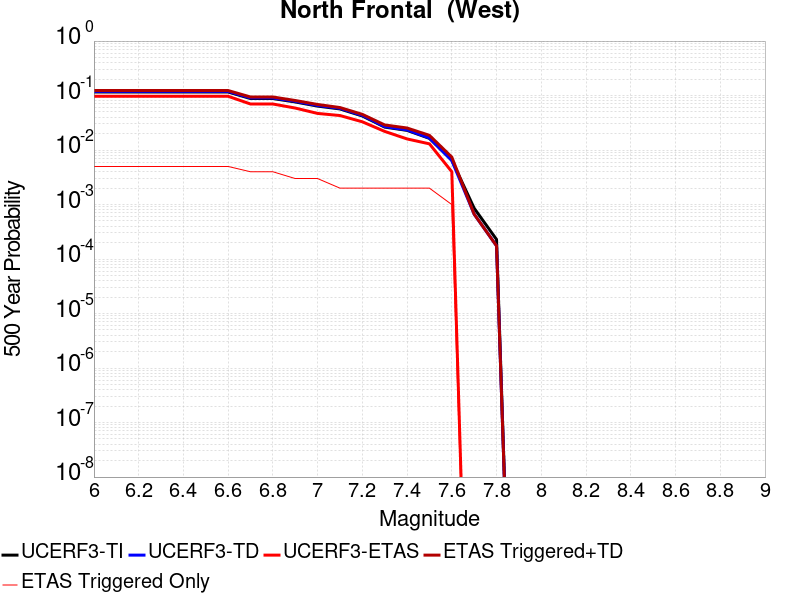 North Frontal  (West)
10^0
10^-1
10^-2
10^-3
10^-4
10^-5
10^-6
10^-7
10^-8
500 Year Probability
6 6.2 6.4 6.6 6.8 7 7.2 7.4 7.6 7.8 8 8.2 8.4 8.6 8.8 9
Magnitude
UCERF3-TI UCERF3-TD UCERF3-ETAS ETAS Triggered+TD
ETAS Triggered Only